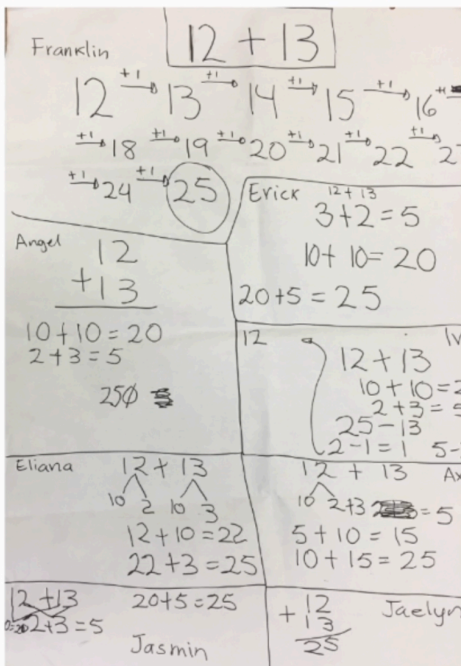 Franklin
12 + 13
12 +1 13 +1 14 +1 15 +1 16 +1
+1 18 +1 19 +1 20 +1 21 +1 22 +1
+1 24 +1 25
Erick
12 + 13
3+2=5
10+10=20
20+5=25
Angel
12
+13
10+10=20
2+3=5
12
12+13
10+10=
2+3=
25-13
2-1=1 5-
Eliana
12+13
10 2 10 3
12+10=22
22+3=25
12 + 13
10 2+3 =5
5+10=15
10+15=25
12+13
2+3=5
20+5=25
Jasmin
12
+13
25
Jaelyn